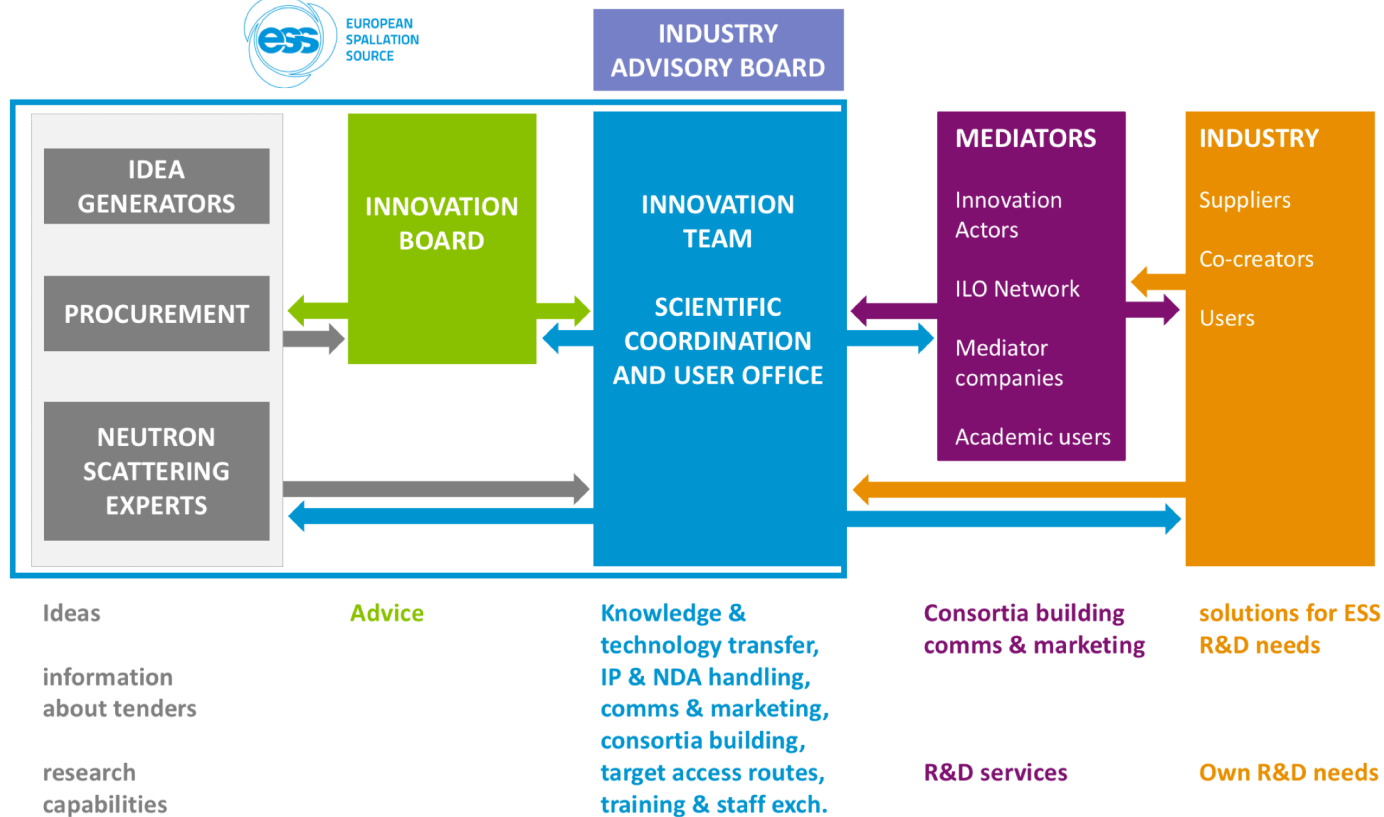 ess
EUROPEAN
SPALLATION
SOURCE
INDUSTRY
ADVISORY BOARD
IDEA
GENERATORS
PROCUREMENT
NEUTRON
SCATTERING
EXPERTS
INNOVATION
BOARD
INNOVATION
TEAM
SCIENTIFIC
COORDINATION
AND USER OFFICE
MEDIATORS
Innovation
Actors
ILO Network
Mediator
companies
Academic users
INDUSTRY
Suppliers
Co-creators
Users
Ideas
information
about tenders
research
capabilities
Advice
Knowledge &
technology transfer,
IP & NDA handling,
comms & marketing,
consortia building,
target access routes,
training & staff exch.
Consortia building
comms & marketing
R&D services
solutions for ESS
R&D needs
Own R&D needs